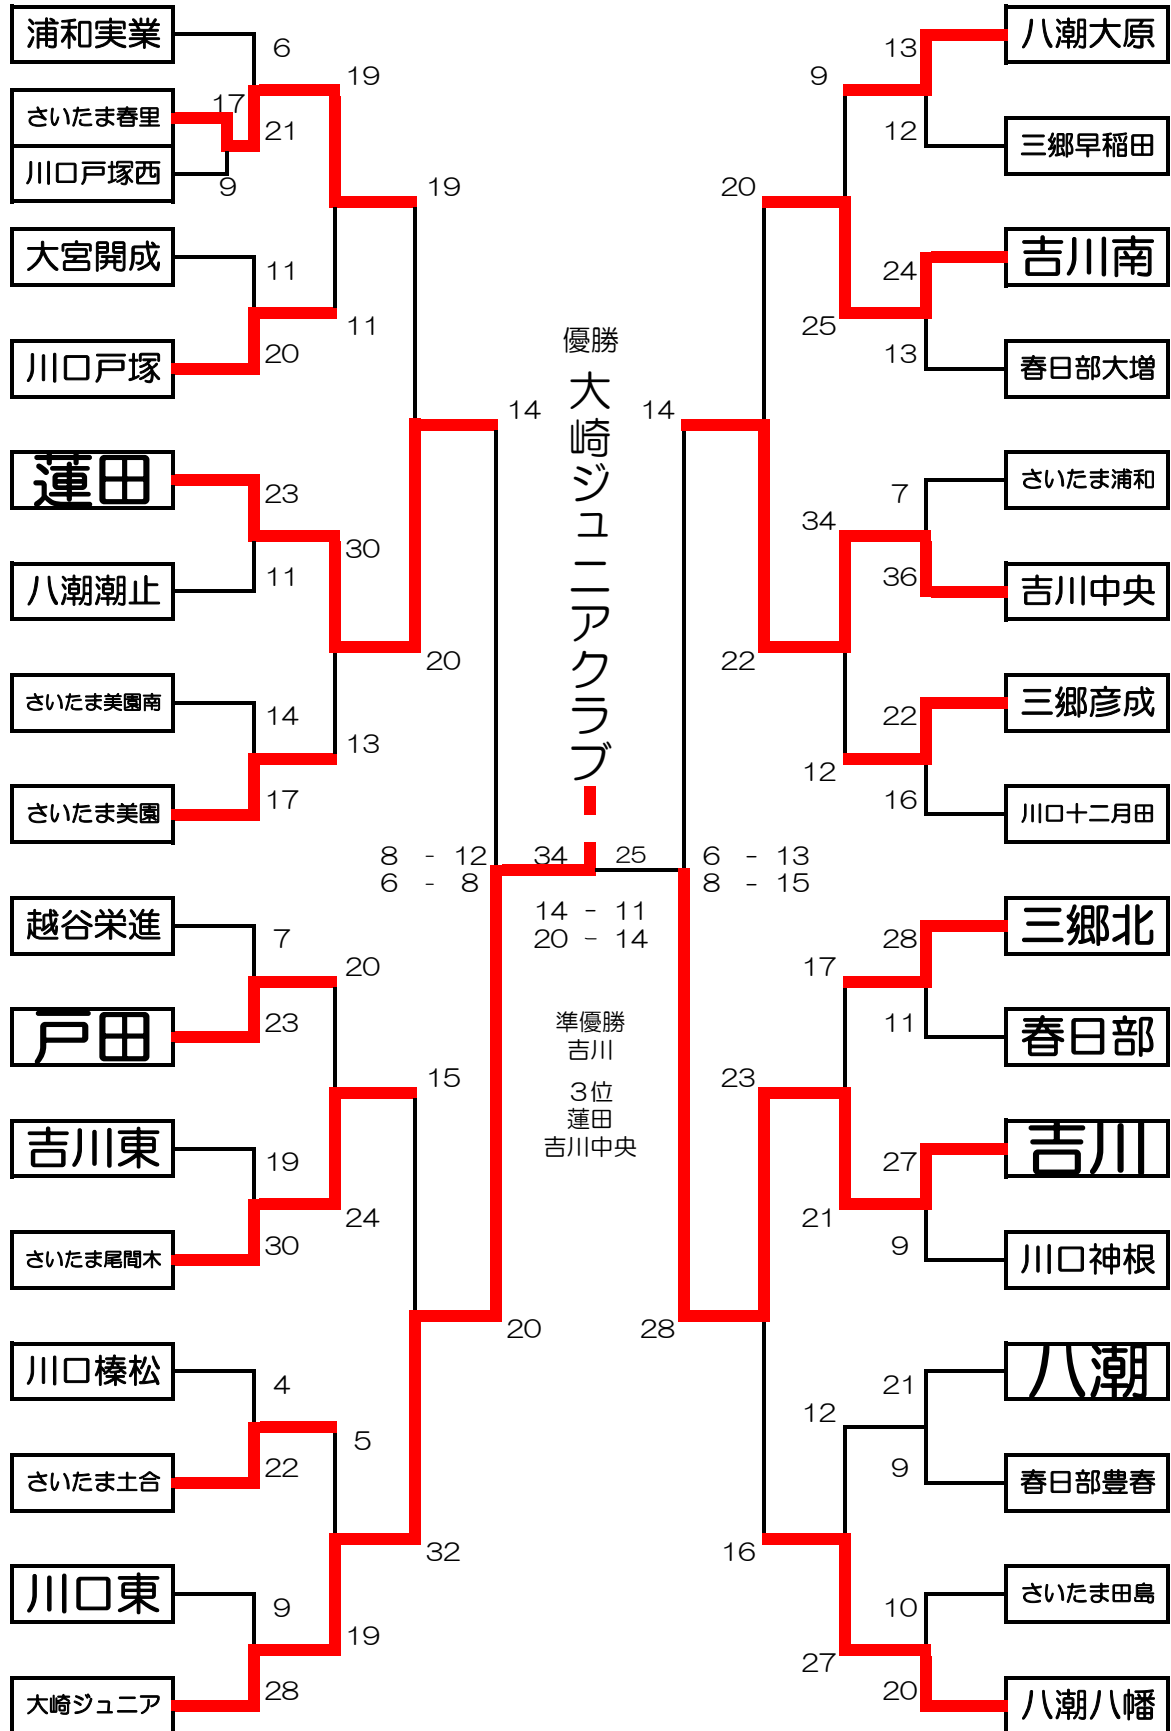 浦和実業
6
19
さいたま春里
17
21
川口戸塚西
9
19
大宮開成
11
11
川口戸塚
20
14
蓮田
23
30
八潮潮止
11
20
さいたま美園南
14
13
さいたま美園
17
越谷栄進
7
20
戸田
23
15
吉川東
19
24
さいたま尾間木
30
20
川口榛松
4
5
さいたま土合
22
32
川口東
9
19
大崎ジュニア
28
優勝
大崎ジュニアクラブ
8 - 12
6 - 8
34
25
6 - 13
8 - 15
14 - 11
20 - 14
準優勝
吉川
3位
蓮田
吉川中央
八潮大原
13
9
12
三郷早稲田
20
吉川南
24
25
13
春日部大増
14
さいたま浦和
7
34
36
吉川中央
22
三郷彦成
22
12
16
川口十二月田
三郷北
28
17
11
春日部
23
吉川
27
21
9
川口神根
28
八潮
21
12
9
春日部豊春
16
さいたま田島
10
27
20
八潮八幡